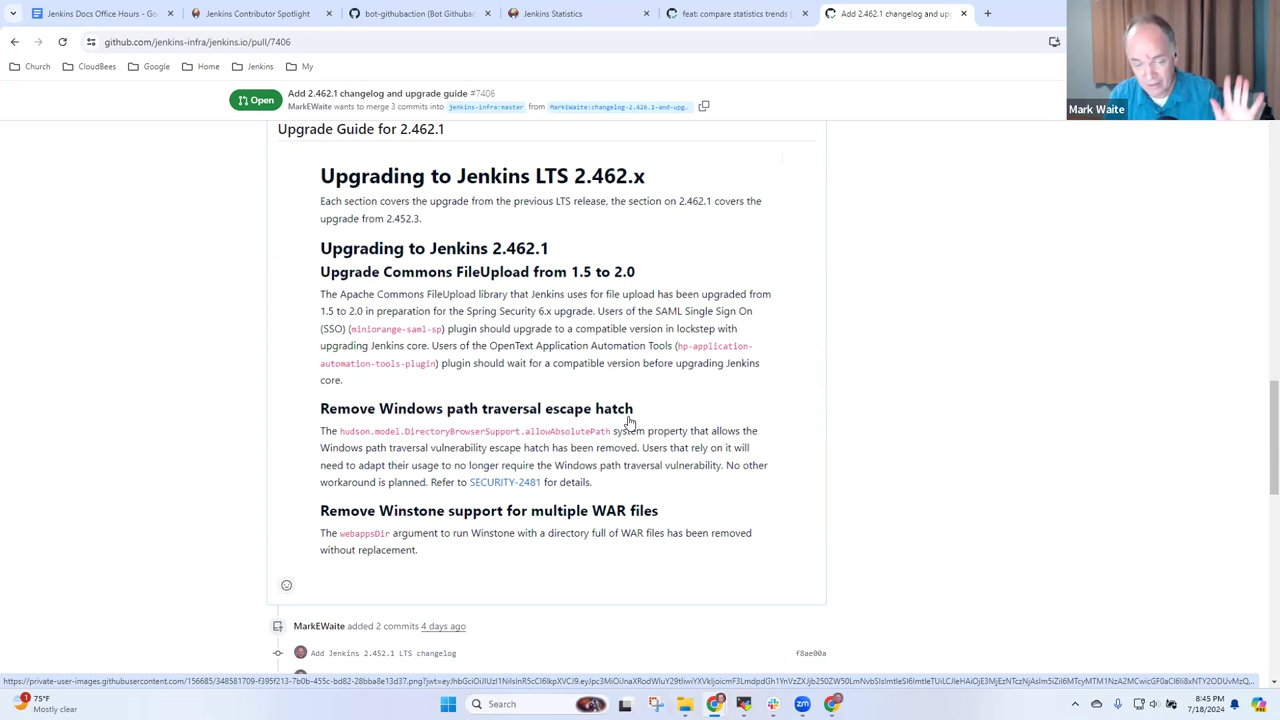 Jenkins Docs Office Hours - Goo
Jenkins Contributor Spotlight
bot-githubaction (Bot Githubac
Jenkins Statistics
feat: compare statistics trends (
Add 2.462.1 changelog and up
github.com/jenkins-infra/jenkins.io/pull/7406
Church
CloudBees
Google
Home
Jenkins
My
Open
Add 2.462.1 changelog and upgrade guide #7406
MarkEWaite wants to merge 3 commits into jenkins-infra:master from MarkEWaite:changelog-2.426.1-and-upg…
Mark Waite
Upgrade Guide for 2.462.1
Upgrading to Jenkins LTS 2.462.x
Each section covers the upgrade from the previous LTS release, the section on 2.462.1 covers the
upgrade from 2.452.3.
Upgrading to Jenkins 2.462.1
Upgrade Commons FileUpload from 1.5 to 2.0
The Apache Commons FileUpload library that Jenkins uses for file upload has been upgraded from
1.5 to 2.0 in preparation for the Spring Security 6.x upgrade. Users of the SAML Single Sign On
(SSO) (miniorange-saml-sp) plugin should upgrade to a compatible version in lockstep with
upgrading Jenkins core. Users of the OpenText Application Automation Tools (hp-application-
automation-tools-plugin) plugin should wait for a compatible version before upgrading Jenkins
core.
Remove Windows path traversal escape hatch
The hudson.model.DirectoryBrowserSupport.allowAbsolutePath system property that allows the
Windows path traversal vulnerability escape hatch has been removed. Users that rely on it will
need to adapt their usage to no longer require the Windows path traversal vulnerability. No other
workaround is planned. Refer to SECURITY-2481 for details.
Remove Winstone support for multiple WAR files
The webappsDir argument to run Winstone with a directory full of WAR files has been removed
without replacement.
MarkEWaite added 2 commits 4 days ago
Add Jenkins 2.452.1 LTS changelog
f8ae00a
75°F
Mostly clear
Search
8:45 PM
7/18/2024